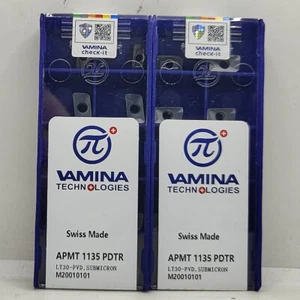 VAMINA
check-it
VAMINA
check-it
VAMINA
TECHNOLOGIES
Swiss Made
APMT 1135 PDTR
LT30-PVD,SUBMICRON
M20010101
VAMINA
TECHNOLOGIES
Swiss Made
APMT 1135 PDTR
LT30-PVD,SUBMICRON
M20010101